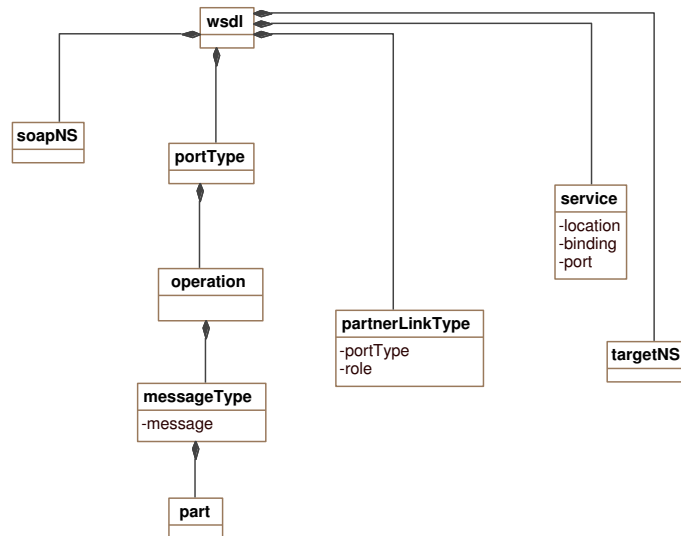 wsdl
soapNS
portType
service
-location
-binding
-port
operation
partnerLinkType
-portType
-role
targetNS
messageType
-message
part